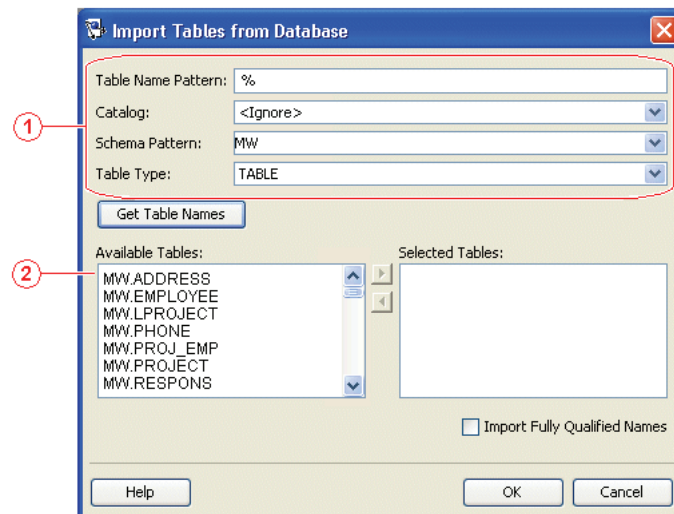 Import Tables from Database
1
Table Name Pattern: %
Catalog: <Ignore>
Schema Pattern: MW
Table Type: TABLE
Get Table Names
Available Tables: Selected Tables:
2
MW.ADDRESS
MW.EMPLOYEE
MW.LPROJECT
MW.PHONE
MW.PROJ_EMP
MW.PROJECT
MW.RESPONS
Import Fully Qualified Names
Help OK Cancel